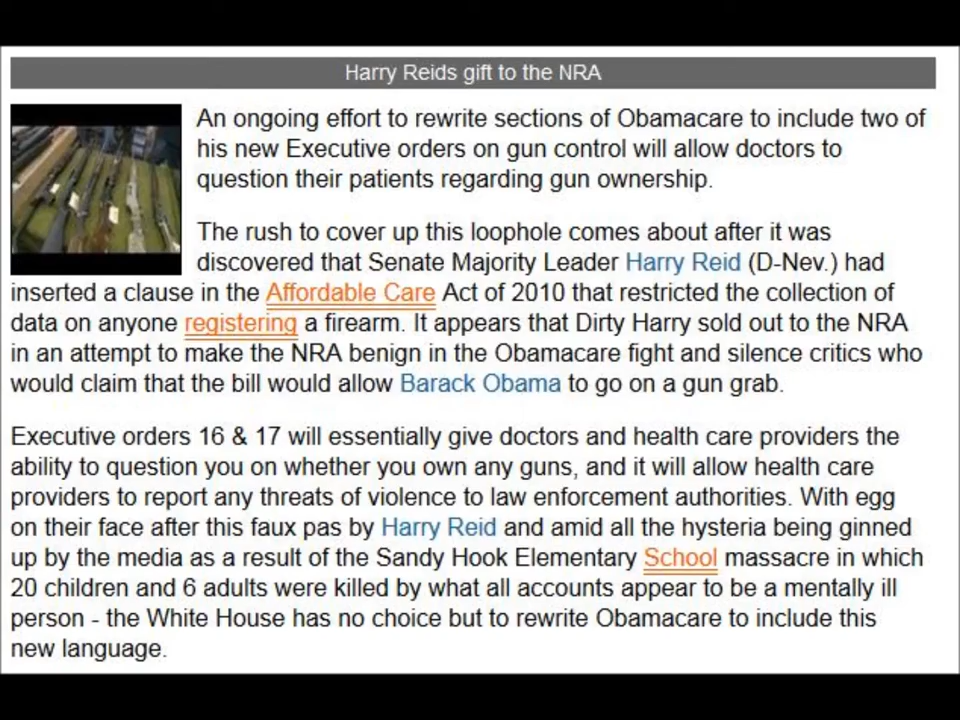 Harry Reids gift to the NRA
An ongoing effort to rewrite sections of Obamacare to include two of
his new Executive orders on gun control will allow doctors to
question their patients regarding gun ownership.
The rush to cover up this loophole comes about after it was
discovered that Senate Majority Leader Harry Reid (D-Nev.) had
inserted a clause in the Affordable Care Act of 2010 that restricted the collection of
data on anyone registering a firearm. It appears that Dirty Harry sold out to the NRA
in an attempt to make the NRA benign in the Obamacare fight and silence critics who
would claim that the bill would allow Barack Obama to go on a gun grab.
Executive orders 16 & 17 will essentially give doctors and health care providers the
ability to question you on whether you own any guns, and it will allow health care
providers to report any threats of violence to law enforcement authorities. With egg
on their face after this faux pas by Harry Reid and amid all the hysteria being ginned
up by the media as a result of the Sandy Hook Elementary School massacre in which
20 children and 6 adults were killed by what all accounts appear to be a mentally ill
person - the White House has no choice but to rewrite Obamacare to include this
new language.